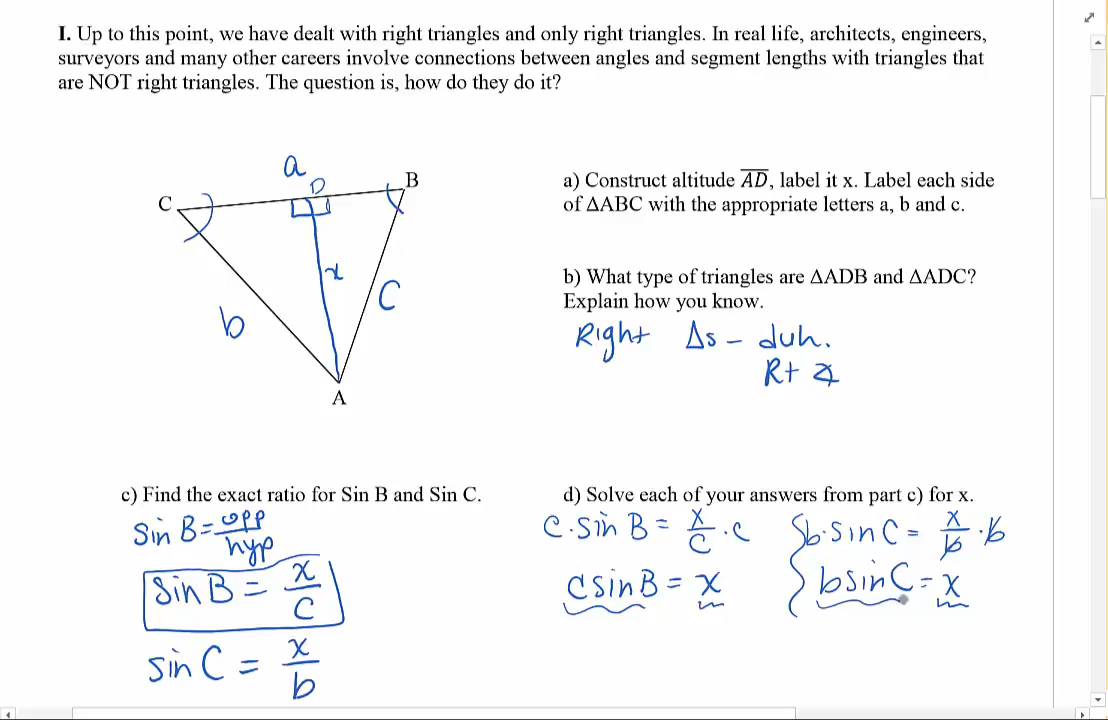 I. Up to this point, we have dealt with right triangles and only right triangles. In real life, architects, engineers,
surveyors and many other careers involve connections between angles and segment lengths with triangles that
are NOT right triangles. The question is, how do they do it?
a
D
B
C
x
c
b
A
a) Construct altitude AD, label it x. Label each side
of ΔABC with the appropriate letters a, b and c.
b) What type of triangles are ΔADB and ΔADC?
Explain how you know.
Right Δs – duh.
Rt ∡
c) Find the exact ratio for Sin B and Sin C.
sin B = opp/hyp
sin B = x/c
sin C = x/b
d) Solve each of your answers from part c) for x.
c · sin B = x/c · c
c sin B = x
b · sin C = x/b · b
b sin C = x